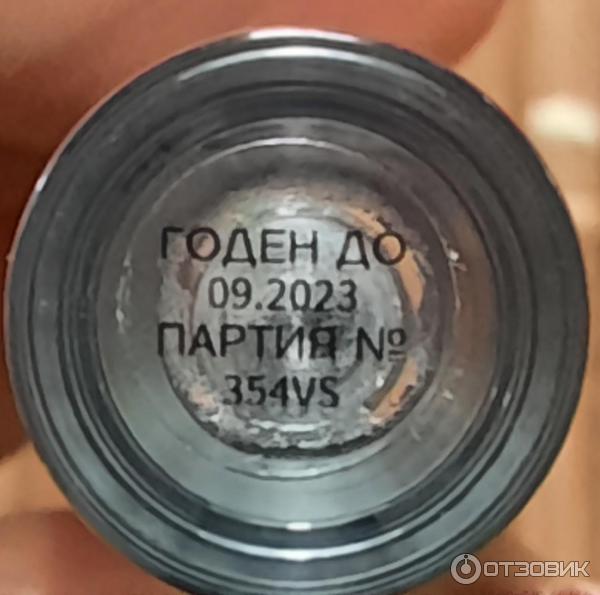 ГОДЕН ДО
09.2023
ПАРТИЯ №
354VS
ОТЗОВИК